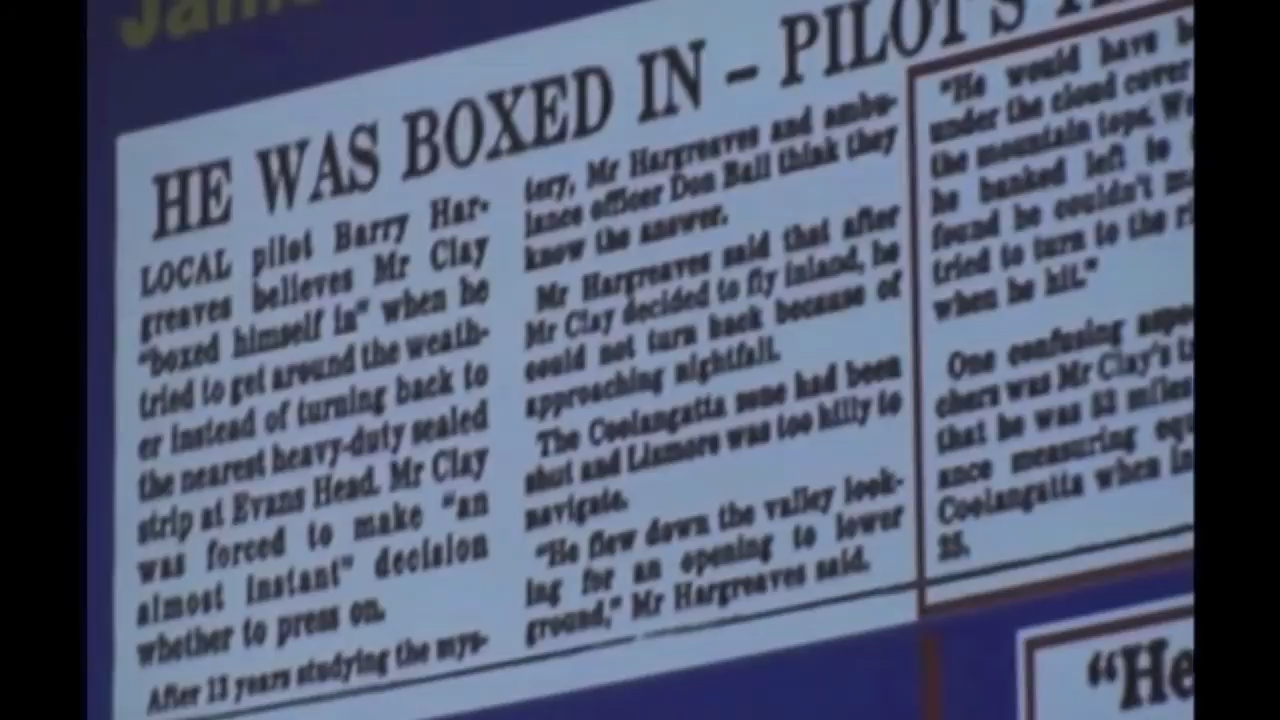 HE WAS BOXED IN – PILOT'S
LOCAL pilot Barry Har-
greaves believes Mr Clay
"boxed himself in" when he
tried to get around the weath-
er instead of turning back to
the nearest heavy-duty sealed
strip at Evans Head. Mr Clay
was forced to make "an
almost instant" decision
whether to press on.
After 13 years studying the mys-
tery, Mr Hargreaves and ambu-
lance officer Don Ball think they
know the answer.
Mr Hargreaves said that after
Mr Clay decided to fly inland, he
could not turn back because of
approaching nightfall.
The Coolangatta zone had been
shut and Lismore was too hilly to
navigate.
"He flew down the valley look-
ing for an opening to lower
ground," Mr Hargreaves said.
"He would have
under the cloud cover
the mountain tops.
he banked left to
found he couldn't
tried to turn to the
when he hit."
One confusing
was Mr Clay's
that he was 53 miles
ance measuring
Coolangatta when
35.
"He